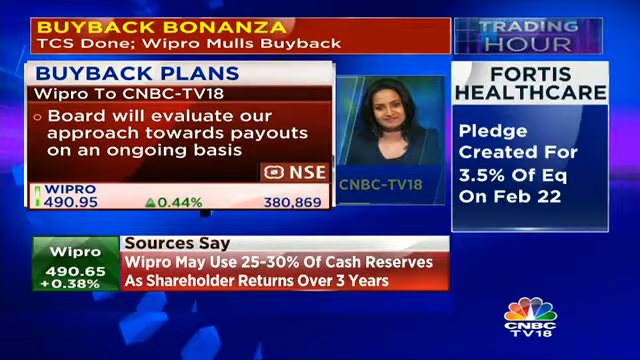 BUYBACK BONANZA
TCS Done; Wipro Mulls Buyback
TRADING
HOUR
BUYBACK PLANS
Wipro To CNBC-TV18
Board will evaluate our
approach towards payouts
on an ongoing basis
NSE
WIPRO
490.95 0.44% 380,869
CNBC-TV18
FORTIS
HEALTHCARE
Pledge
Created For
3.5% Of Eq
On Feb 22
Wipro
490.65
+0.38%
Sources Say
Wipro May Use 25-30% Of Cash Reserves
As Shareholder Returns Over 3 Years
CNBC
TV18